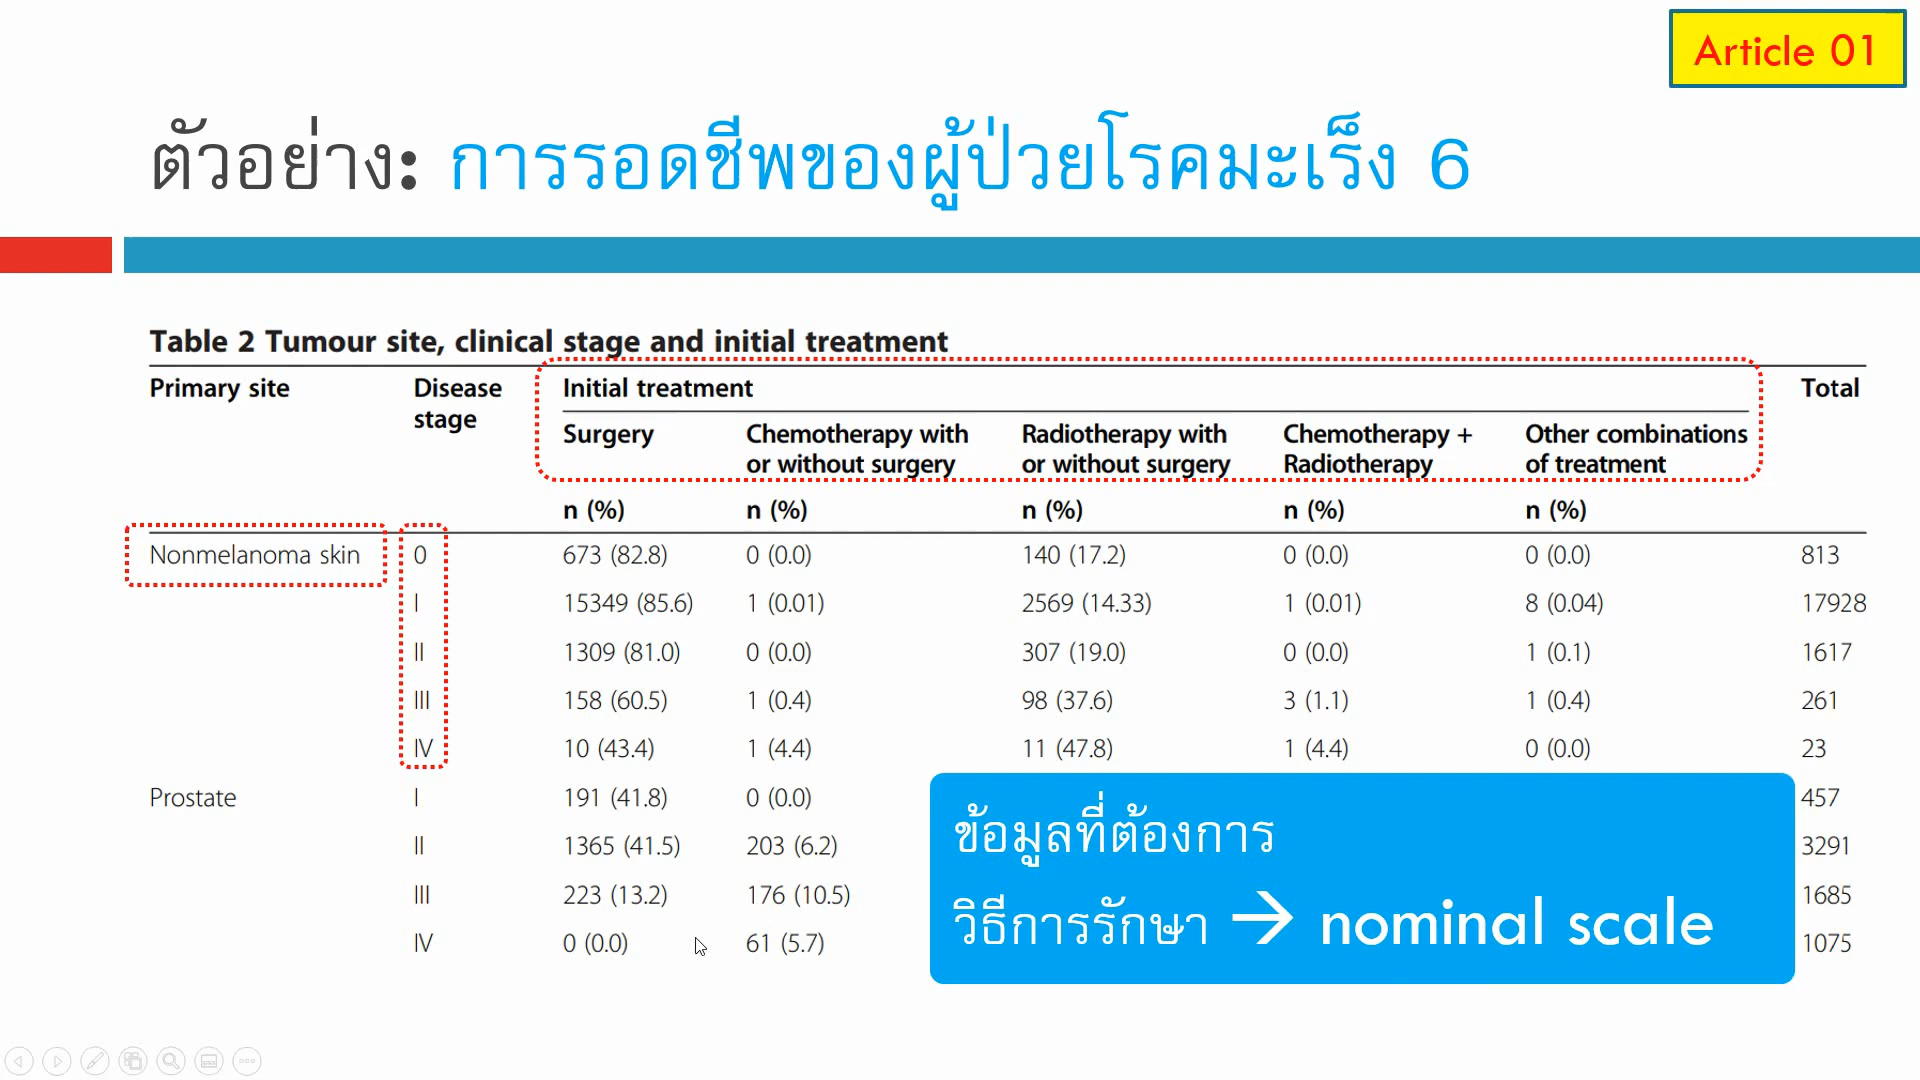 Article 01
ตัวอย่าง: การรอดชีพของผู้ป่วยโรคมะเร็ง 6
Table 2 Tumour site, clinical stage and initial treatment
Primary site Disease stage Initial treatment Total
Surgery Chemotherapy with or without surgery Radiotherapy with or without surgery Chemotherapy + Radiotherapy Other combinations of treatment
n (%) n (%) n (%) n (%) n (%)
Nonmelanoma skin 0 673 (82.8) 0 (0.0) 140 (17.2) 0 (0.0) 0 (0.0) 813
I 15349 (85.6) 1 (0.01) 2569 (14.33) 1 (0.01) 8 (0.04) 17928
II 1309 (81.0) 0 (0.0) 307 (19.0) 0 (0.0) 1 (0.1) 1617
III 158 (60.5) 1 (0.4) 98 (37.6) 3 (1.1) 1 (0.4) 261
IV 10 (43.4) 1 (4.4) 11 (47.8) 1 (4.4) 0 (0.0) 23
Prostate I 191 (41.8) 0 (0.0) 457
II 1365 (41.5) 203 (6.2) 3291
III 223 (13.2) 176 (10.5) 1685
IV 0 (0.0) 61 (5.7) 1075
ข้อมูลที่ต้องการ
วิธีการรักษา → nominal scale